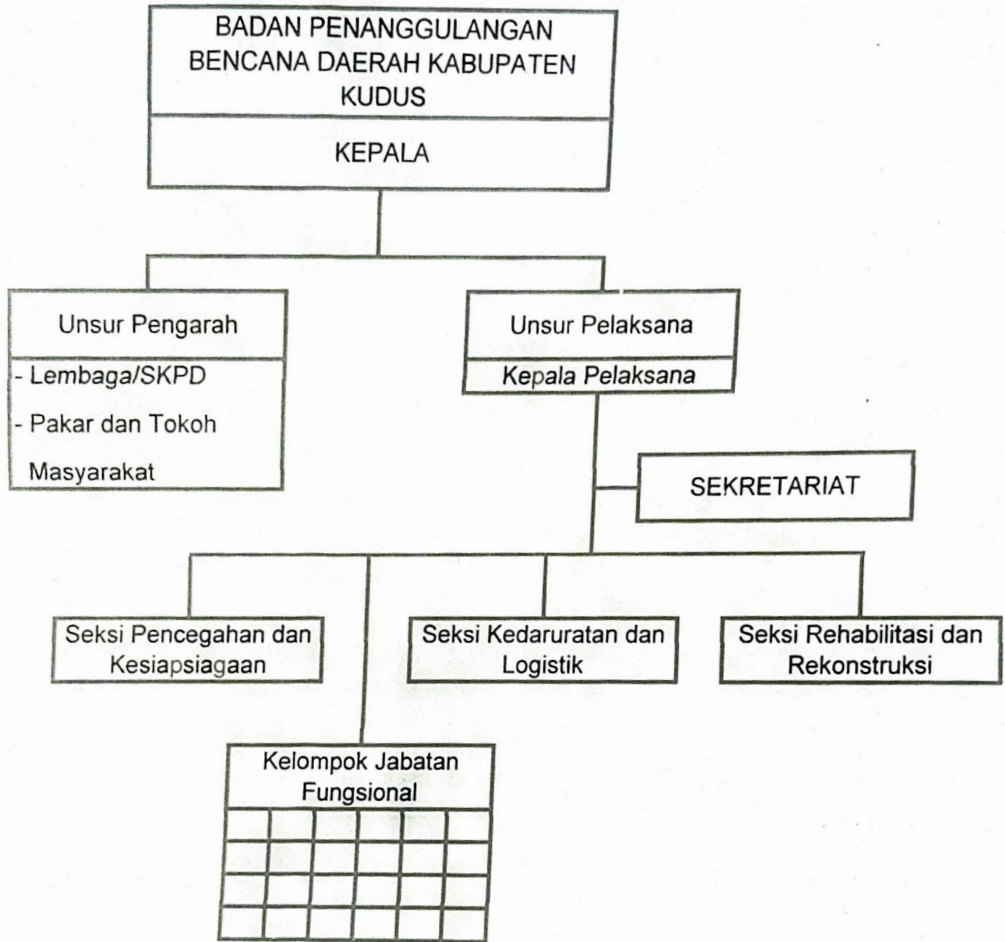 BADAN PENANGGULANGAN
BENCANA DAERAH KABUPATEN
KUDUS
KEPALA
Unsur Pengarah
- Lembaga/SKPD
- Pakar dan Tokoh
Masyarakat
Unsur Pelaksana
Kepala Pelaksana
SEKRETARIAT
Seksi Pencegahan dan
Kesiapsiagaan
Seksi Kedaruratan dan
Logistik
Seksi Rehabilitasi dan
Rekonstruksi
Kelompok Jabatan
Fungsional